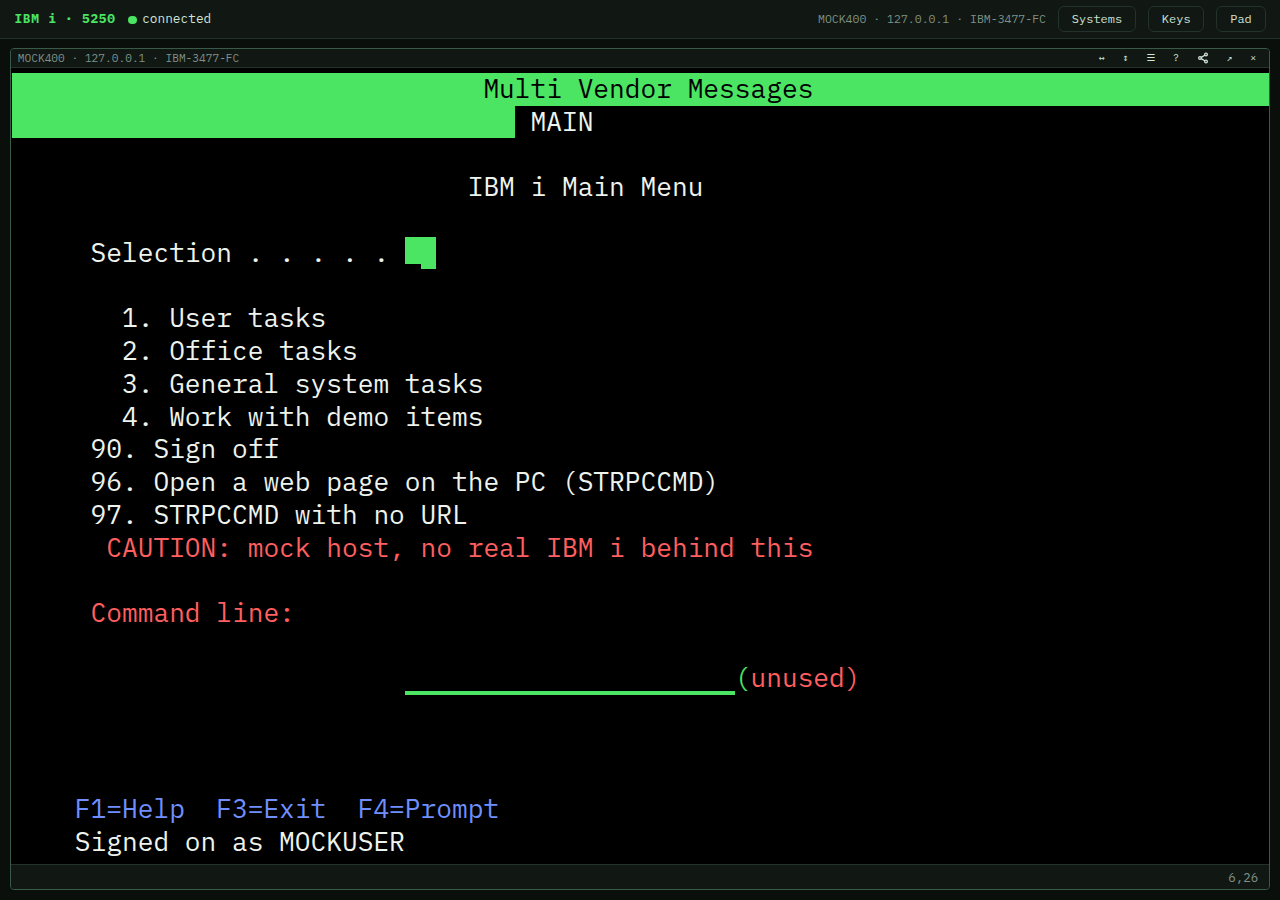 IBM i · 5250 connected MOCK400 · 127.0.0.1 · IBM-3477-FC Systems Keys Pad
MOCK400 · 127.0.0.1 · IBM-3477-FC ↔ ↕ ☰ ? ↗ ×
Multi Vendor Messages
MAIN
IBM i Main Menu
Selection . . . . .
1. User tasks
2. Office tasks
3. General system tasks
4. Work with demo items
90. Sign off
96. Open a web page on the PC (STRPCCMD)
97. STRPCCMD with no URL
CAUTION: mock host, no real IBM i behind this
Command line:
(unused)
F1=Help F3=Exit F4=Prompt
Signed on as MOCKUSER
6,26